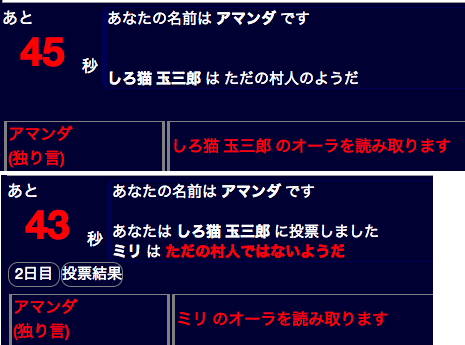 あと
45
秒
あなたの名前は アマンダ です
しろ猫 玉三郎 は ただの村人のようだ
アマンダ
(独り言)
しろ猫 玉三郎 のオーラを読み取ります
あと
43
秒
あなたの名前は アマンダ です
あなたは しろ猫 玉三郎 に投票しました
ミリ は ただの村人ではないようだ
2日目 投票結果
アマンダ
(独り言)
ミリ のオーラを読み取ります